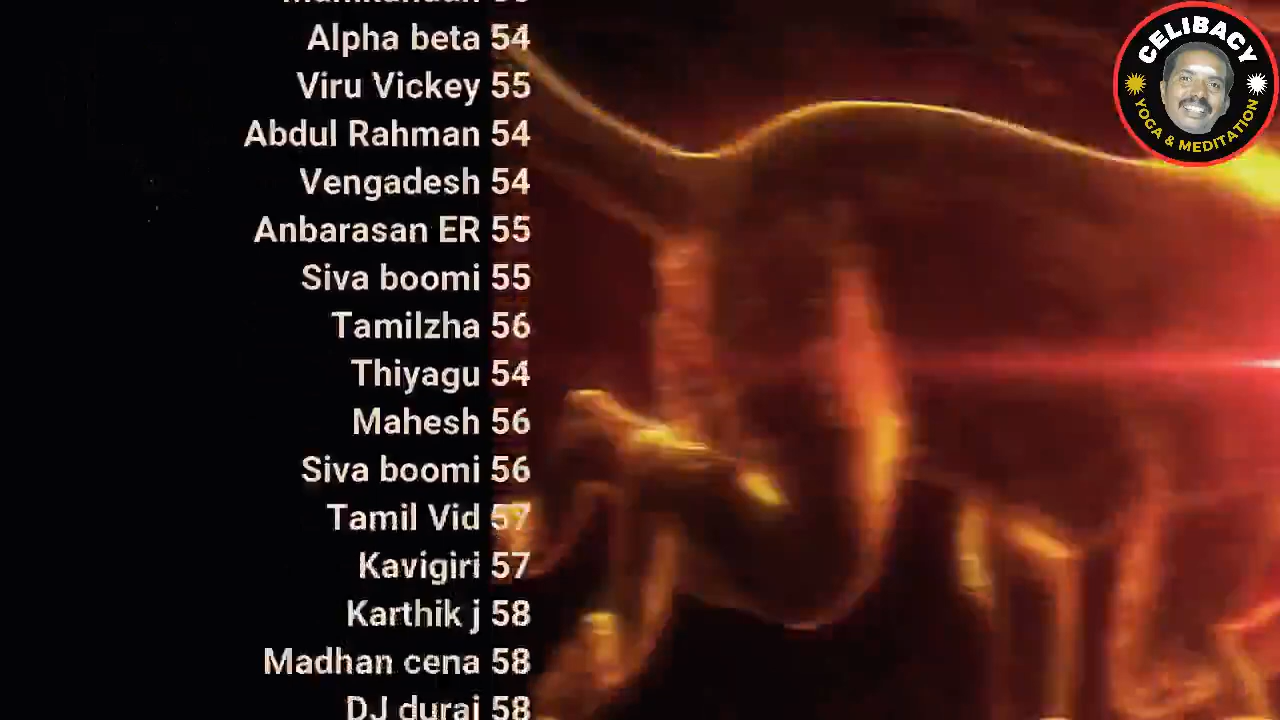 Alpha beta 54
Viru Vickey 55
Abdul Rahman 54
Vengadesh 54
Anbarasan ER 55
Siva boomi 55
Tamilzha 56
Thiyagu 54
Mahesh 56
Siva boomi 56
Tamil Vid 57
Kavigiri 57
Karthik j 58
Madhan cena 58
DJ durai 58
CELIBACY
YOGA & MEDITATION